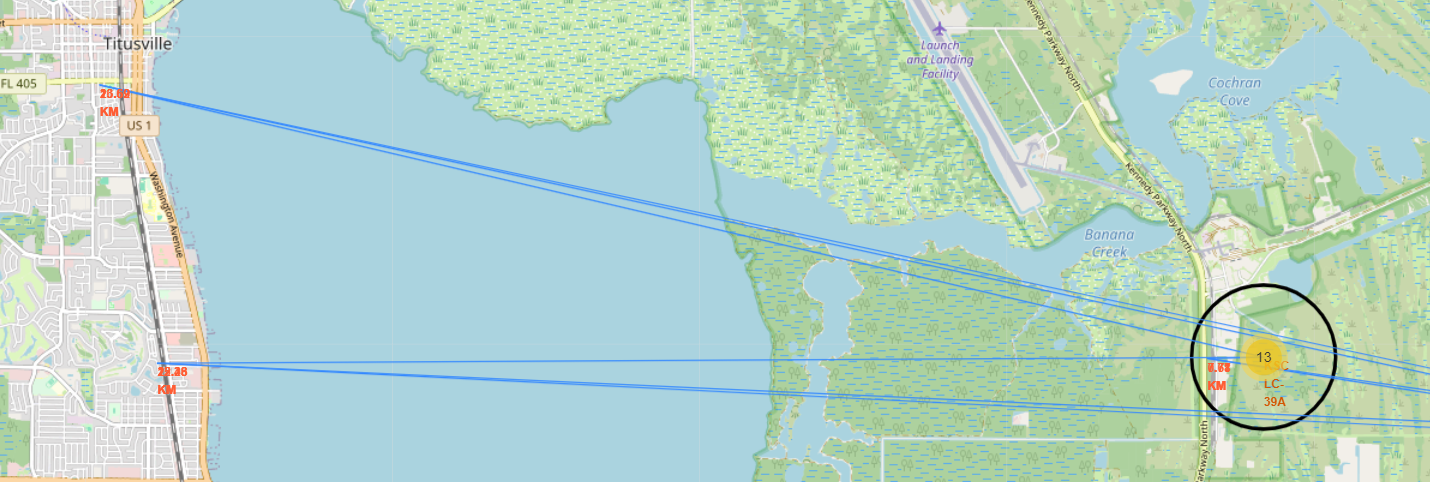 Titusville
FL 405
KM
US 1
Washington Avenue
KM
Launch
and Landing
Facility
Kennedy Parkway North
Cochran
Cove
Kennedy Parkway North
Banana
Creek
13
KM
LC-
39A
Parkway North